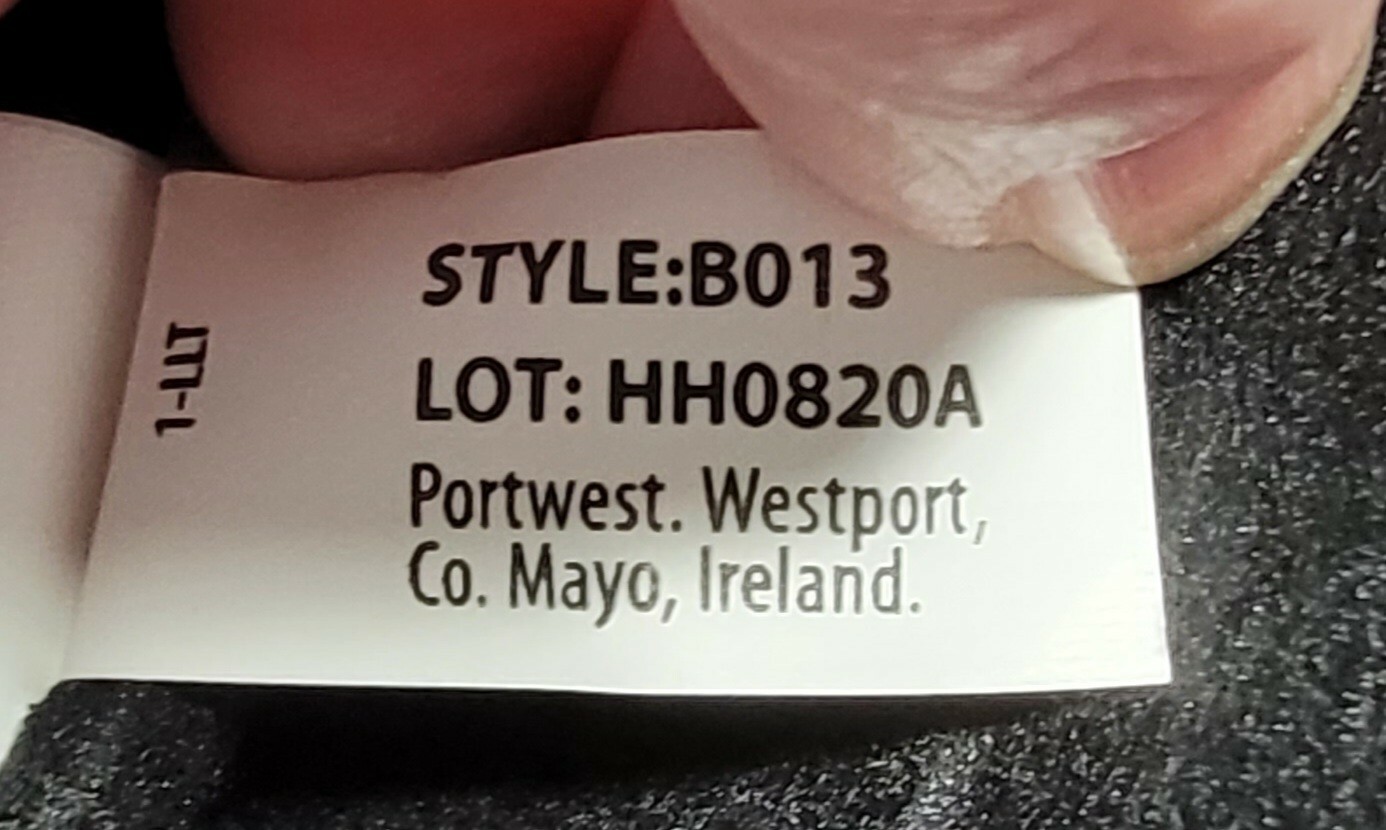 STYLE:B013
LOT: HH0820A
Portwest. Westport,
Co. Mayo, Ireland.
1-LLT